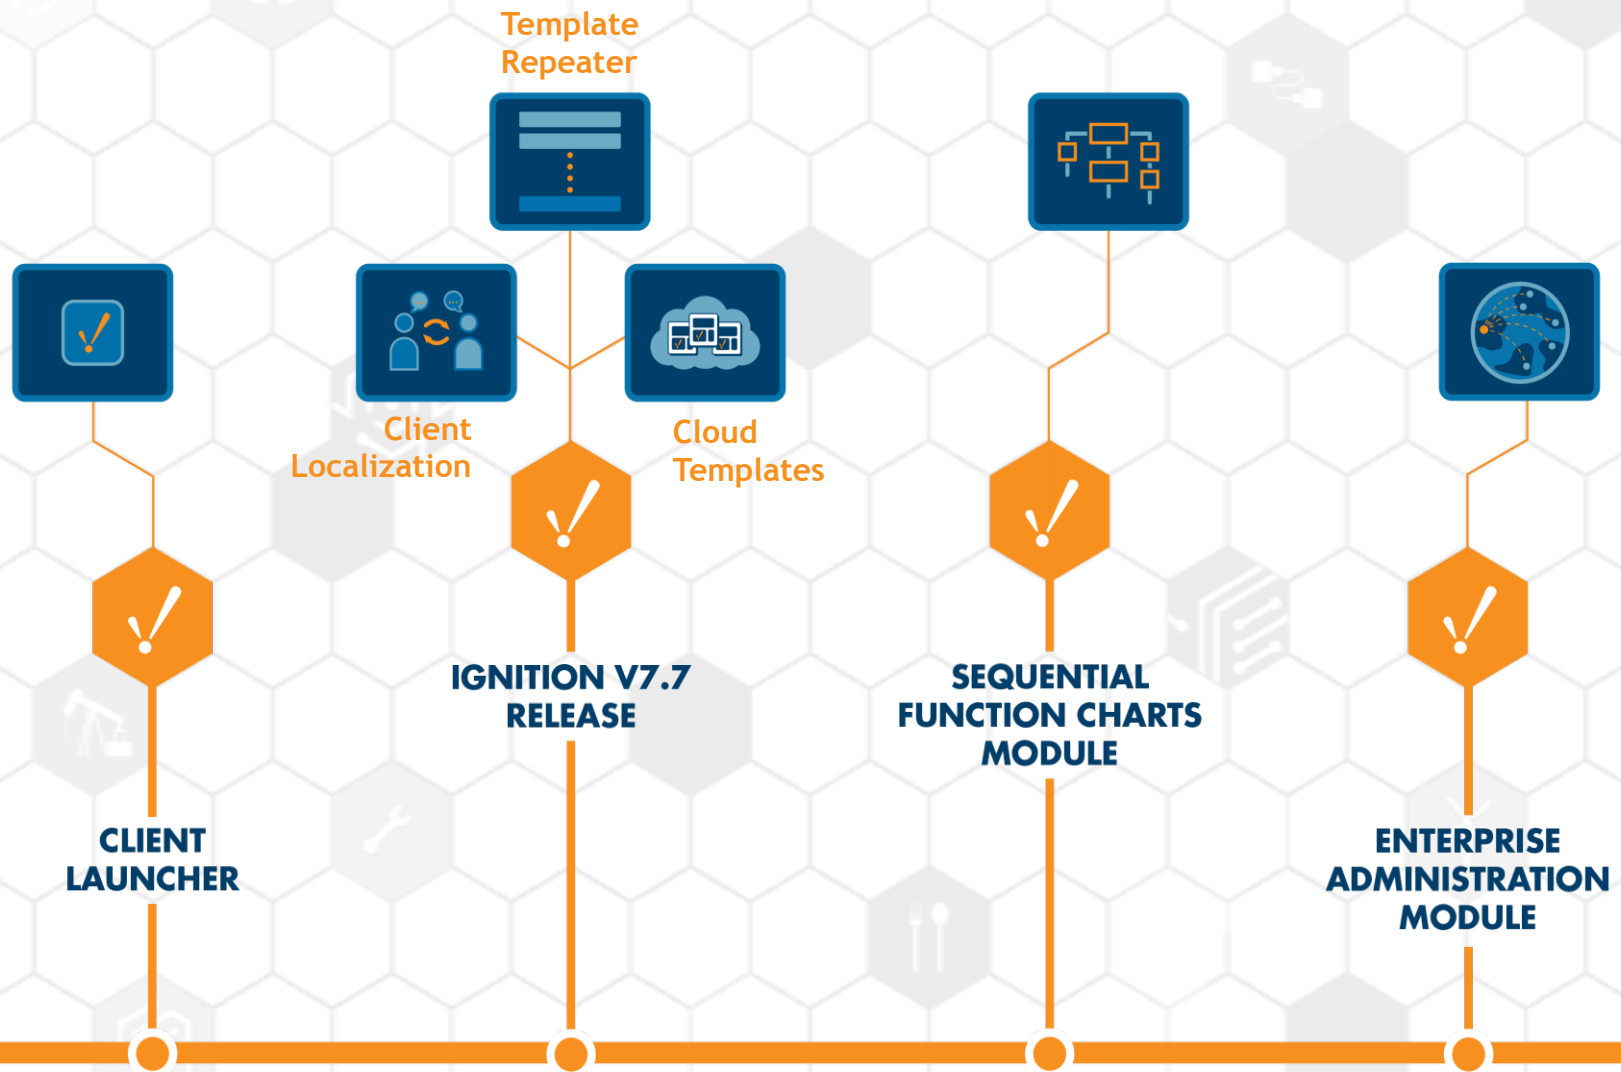 Template
Repeater
Client
Localization
Cloud
Templates
IGNITION V7.7
RELEASE
SEQUENTIAL
FUNCTION CHARTS
MODULE
CLIENT
LAUNCHER
ENTERPRISE
ADMINISTRATION
MODULE